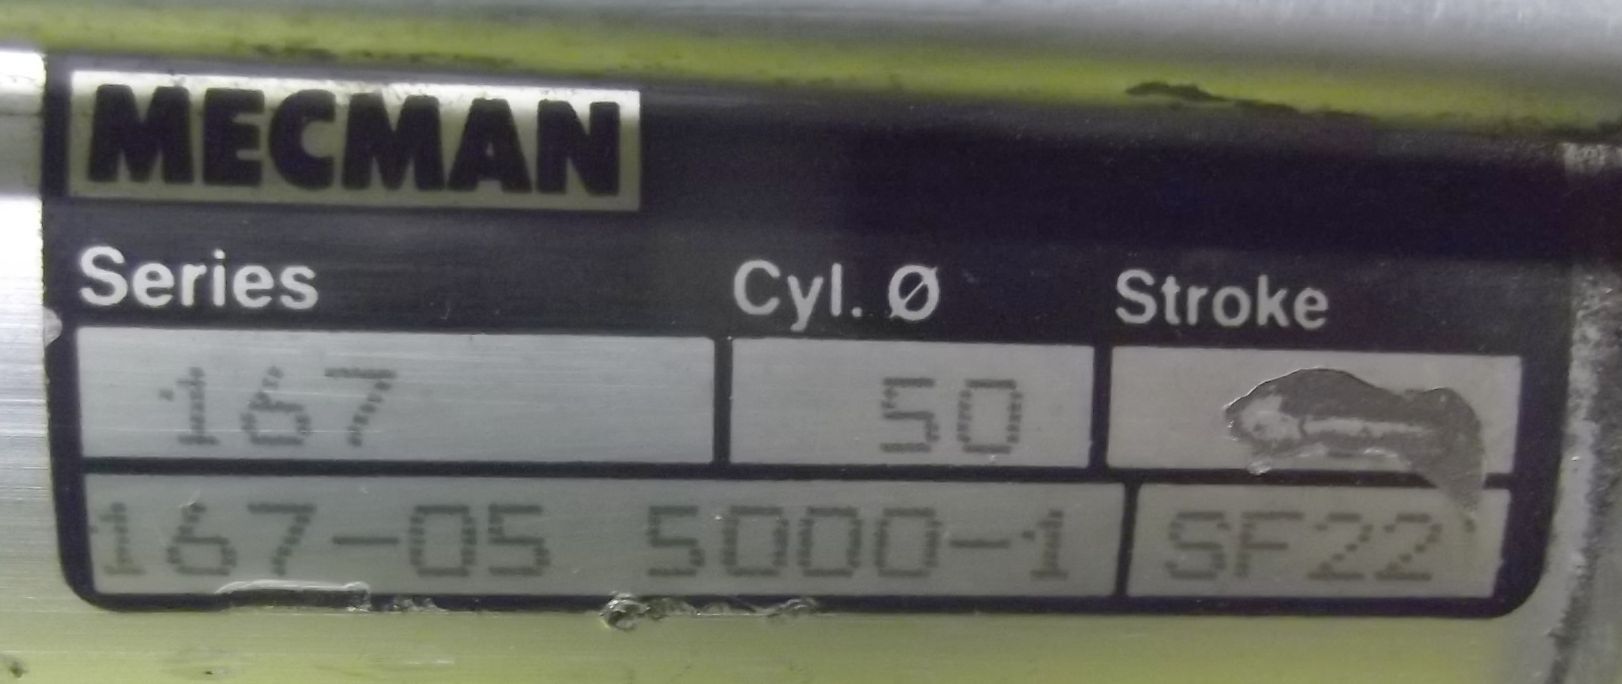 MECMAN
Series Cyl. Ø Stroke
167 50
167-05 5000-1 SF22